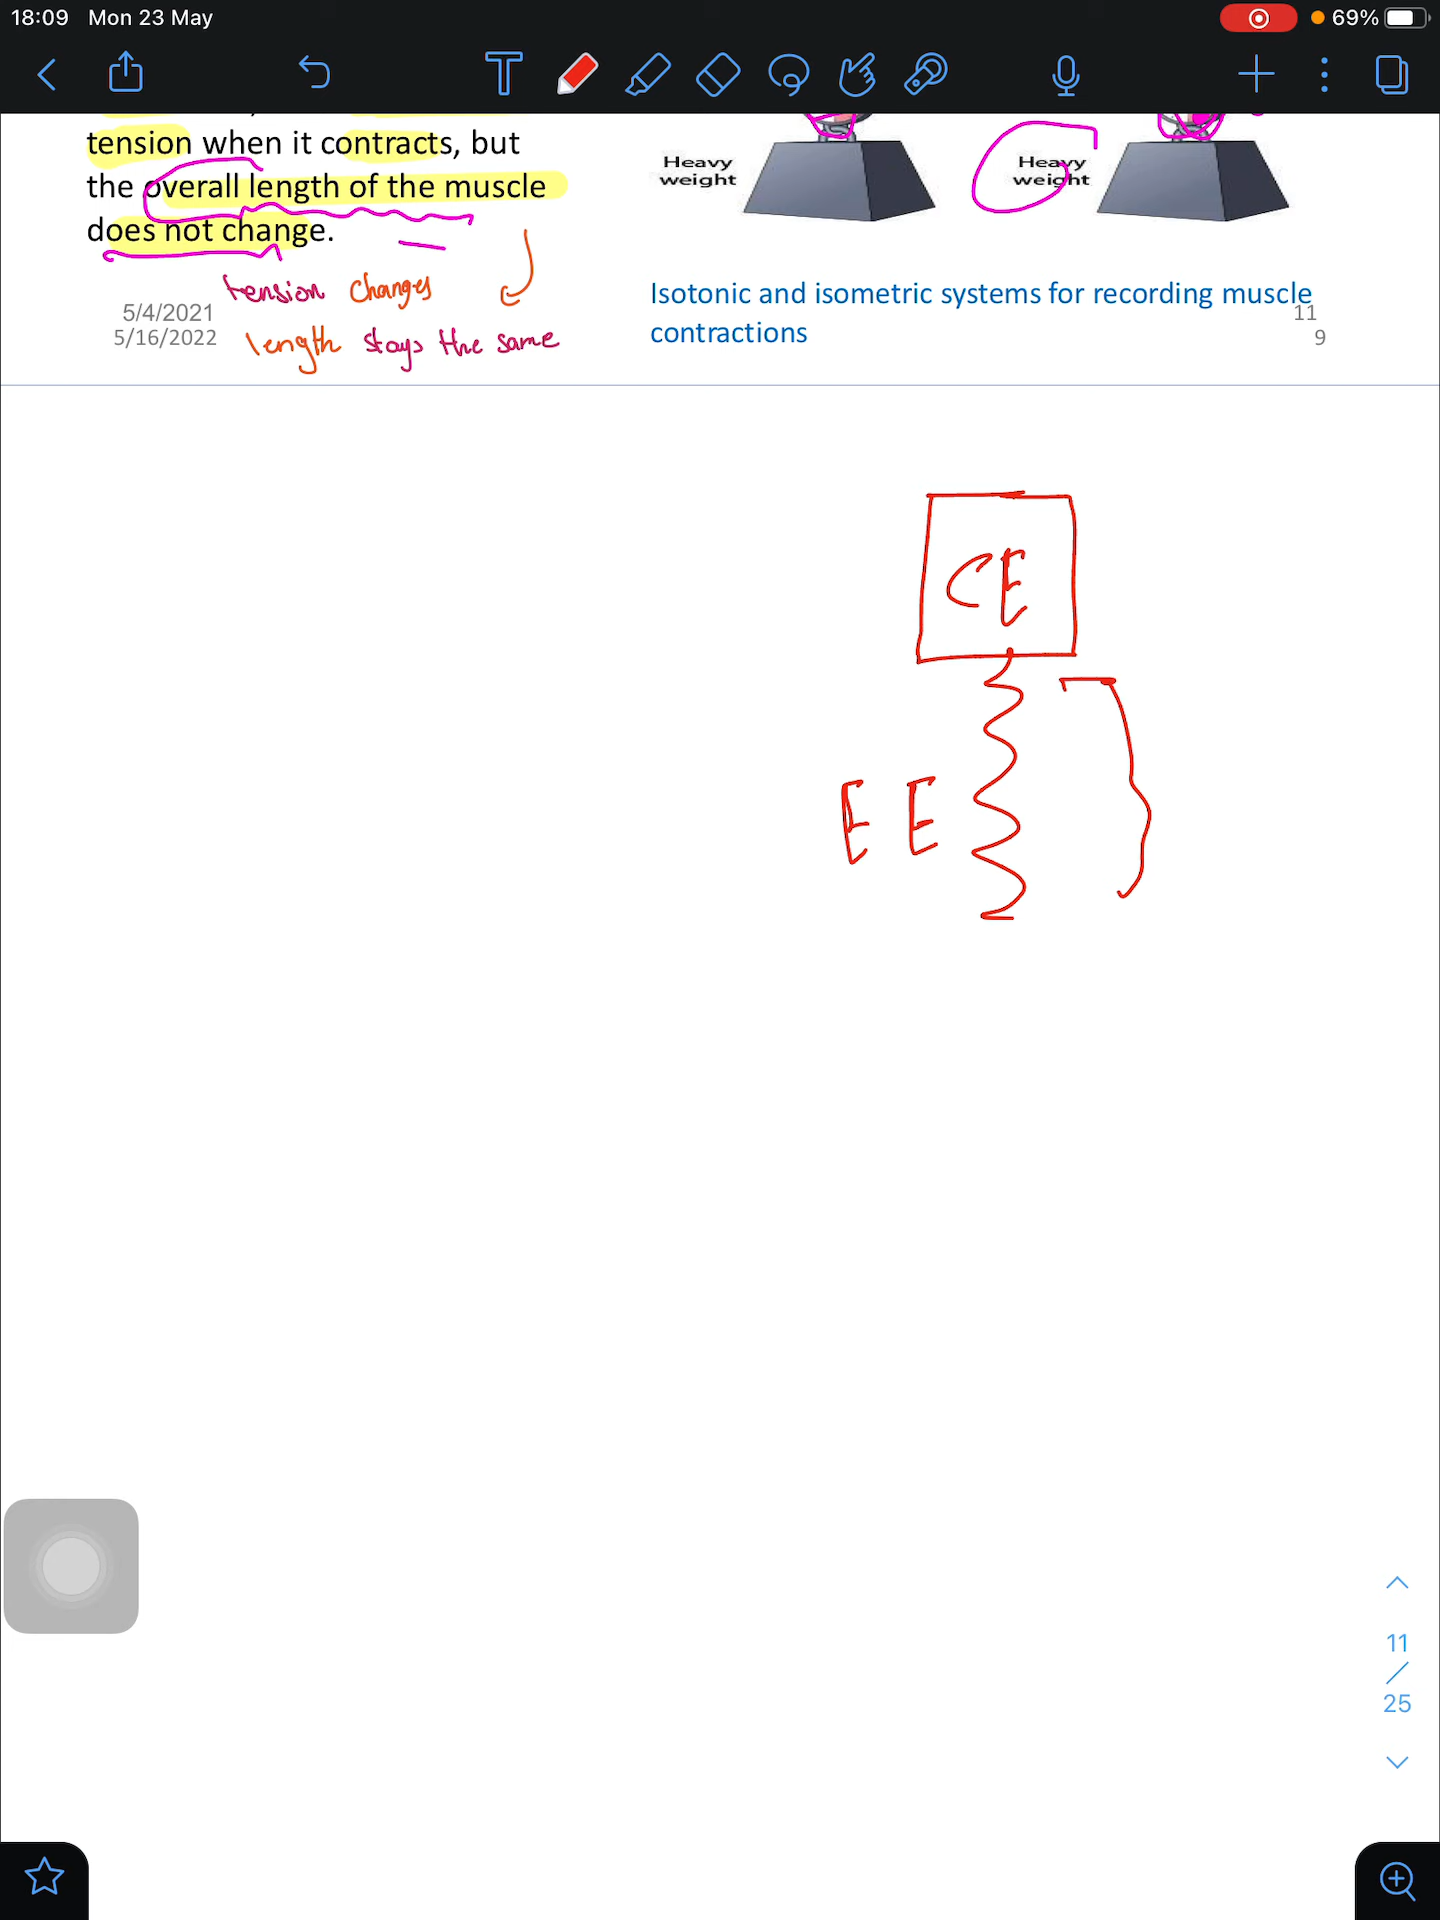 18:09 Mon 23 May
69%
T
tension when it contracts, but
the overall length of the muscle
does not change.
Heavy
weight
Heavy
weight
tension changes
length stays the same
5/4/2021
5/16/2022
Isotonic and isometric systems for recording muscle
contractions
11
9
CE
E E
11
/
25